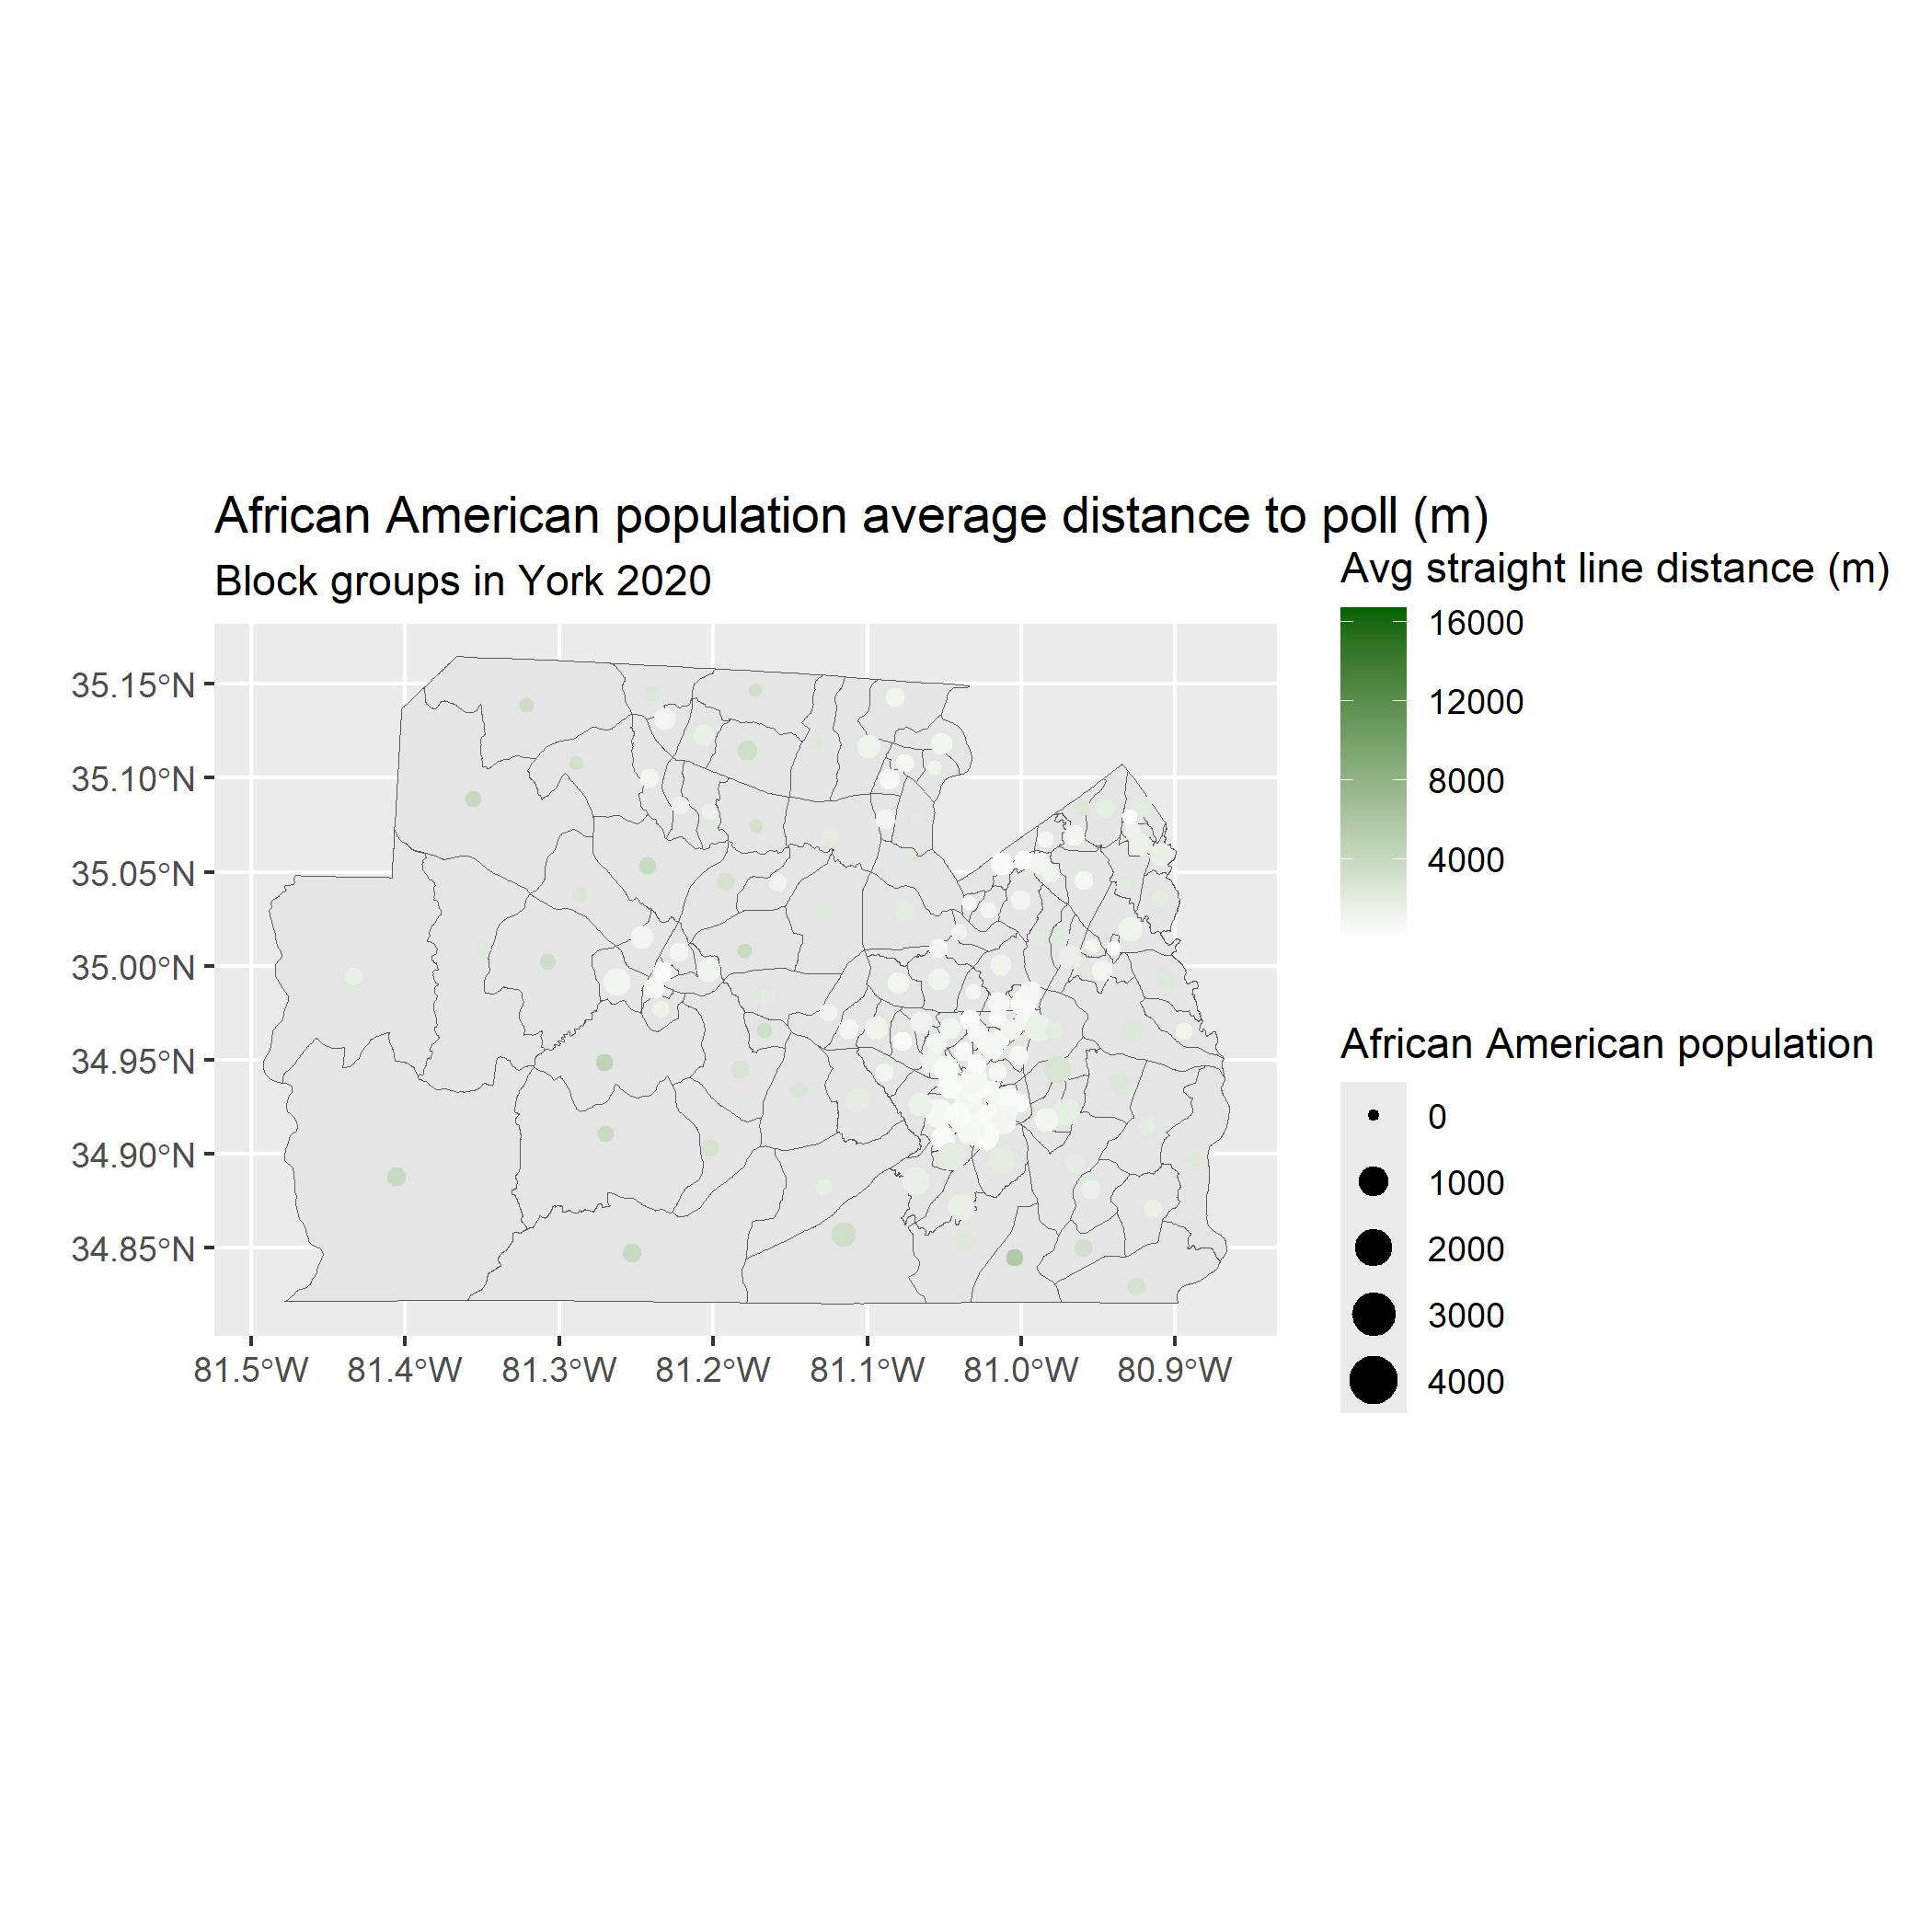 African American population average distance to poll (m)
Block groups in York 2020
35.15°N
35.10°N
35.05°N
35.00°N
34.95°N
34.90°N
34.85°N
81.5°W
81.4°W
81.3°W
81.2°W
81.1°W
81.0°W
80.9°W
Avg straight line distance (m)
16000
12000
8000
4000
African American population
0
1000
2000
3000
4000